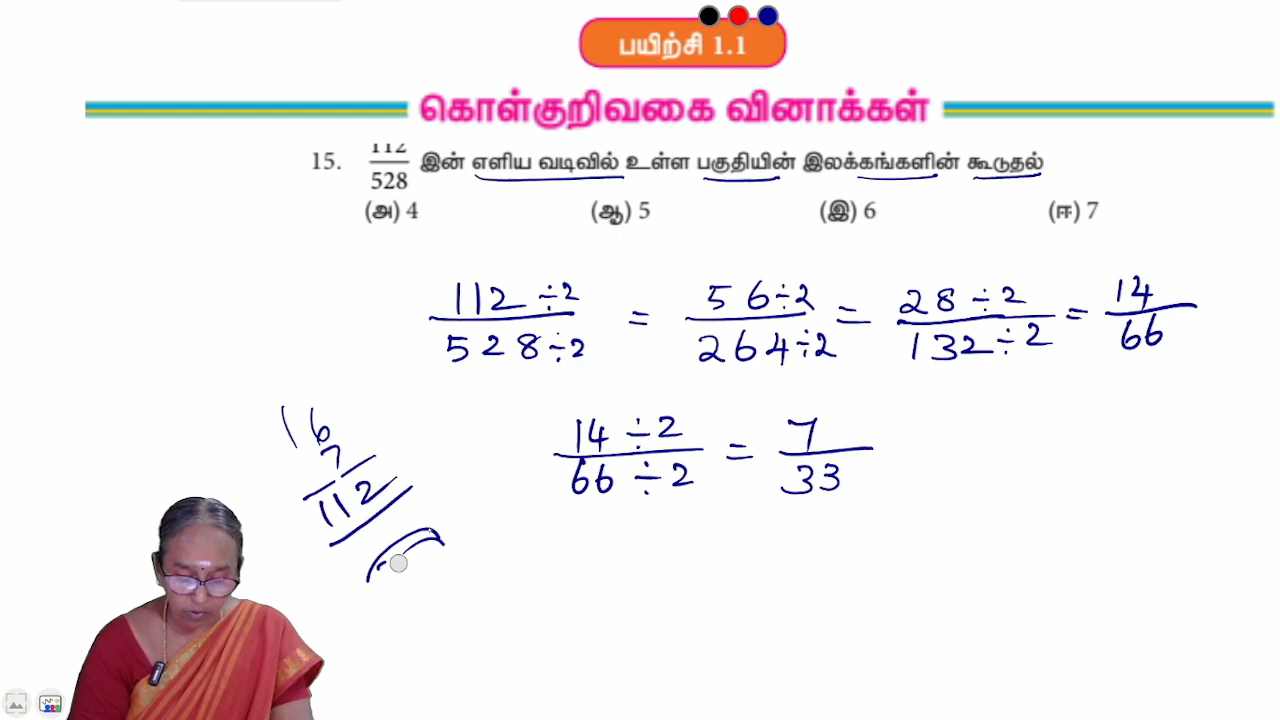 பயிற்சி 1.1
கொள்குறிவகை வினாக்கள்
15. 112/528 இன் எளிய வடிவில் உள்ள பகுதியின் இலக்கங்களின் கூடுதல்
(அ) 4 (ஆ) 5 (இ) 6 (ஈ) 7
112 ÷2 / 528 ÷2 = 56 ÷2 / 264 ÷2 = 28 ÷2 / 132 ÷2 = 14 / 66
14 ÷2 / 66 ÷2 = 7 / 33
16
7
112